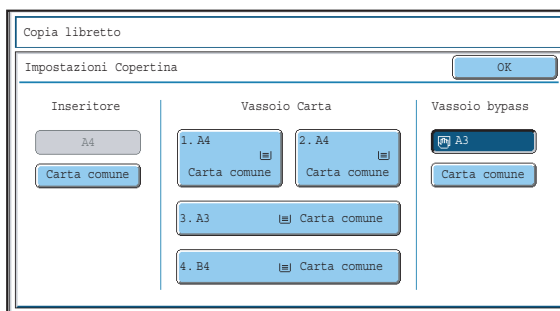 Copia libretto
Impostazioni Copertina
OK
Inseritore
Vassoio Carta
Vassoio bypass
A4
1. A4
2. A4
A3
Carta comune
Carta comune
Carta comune
Carta comune
3. A3 Carta comune
4. B4 Carta comune